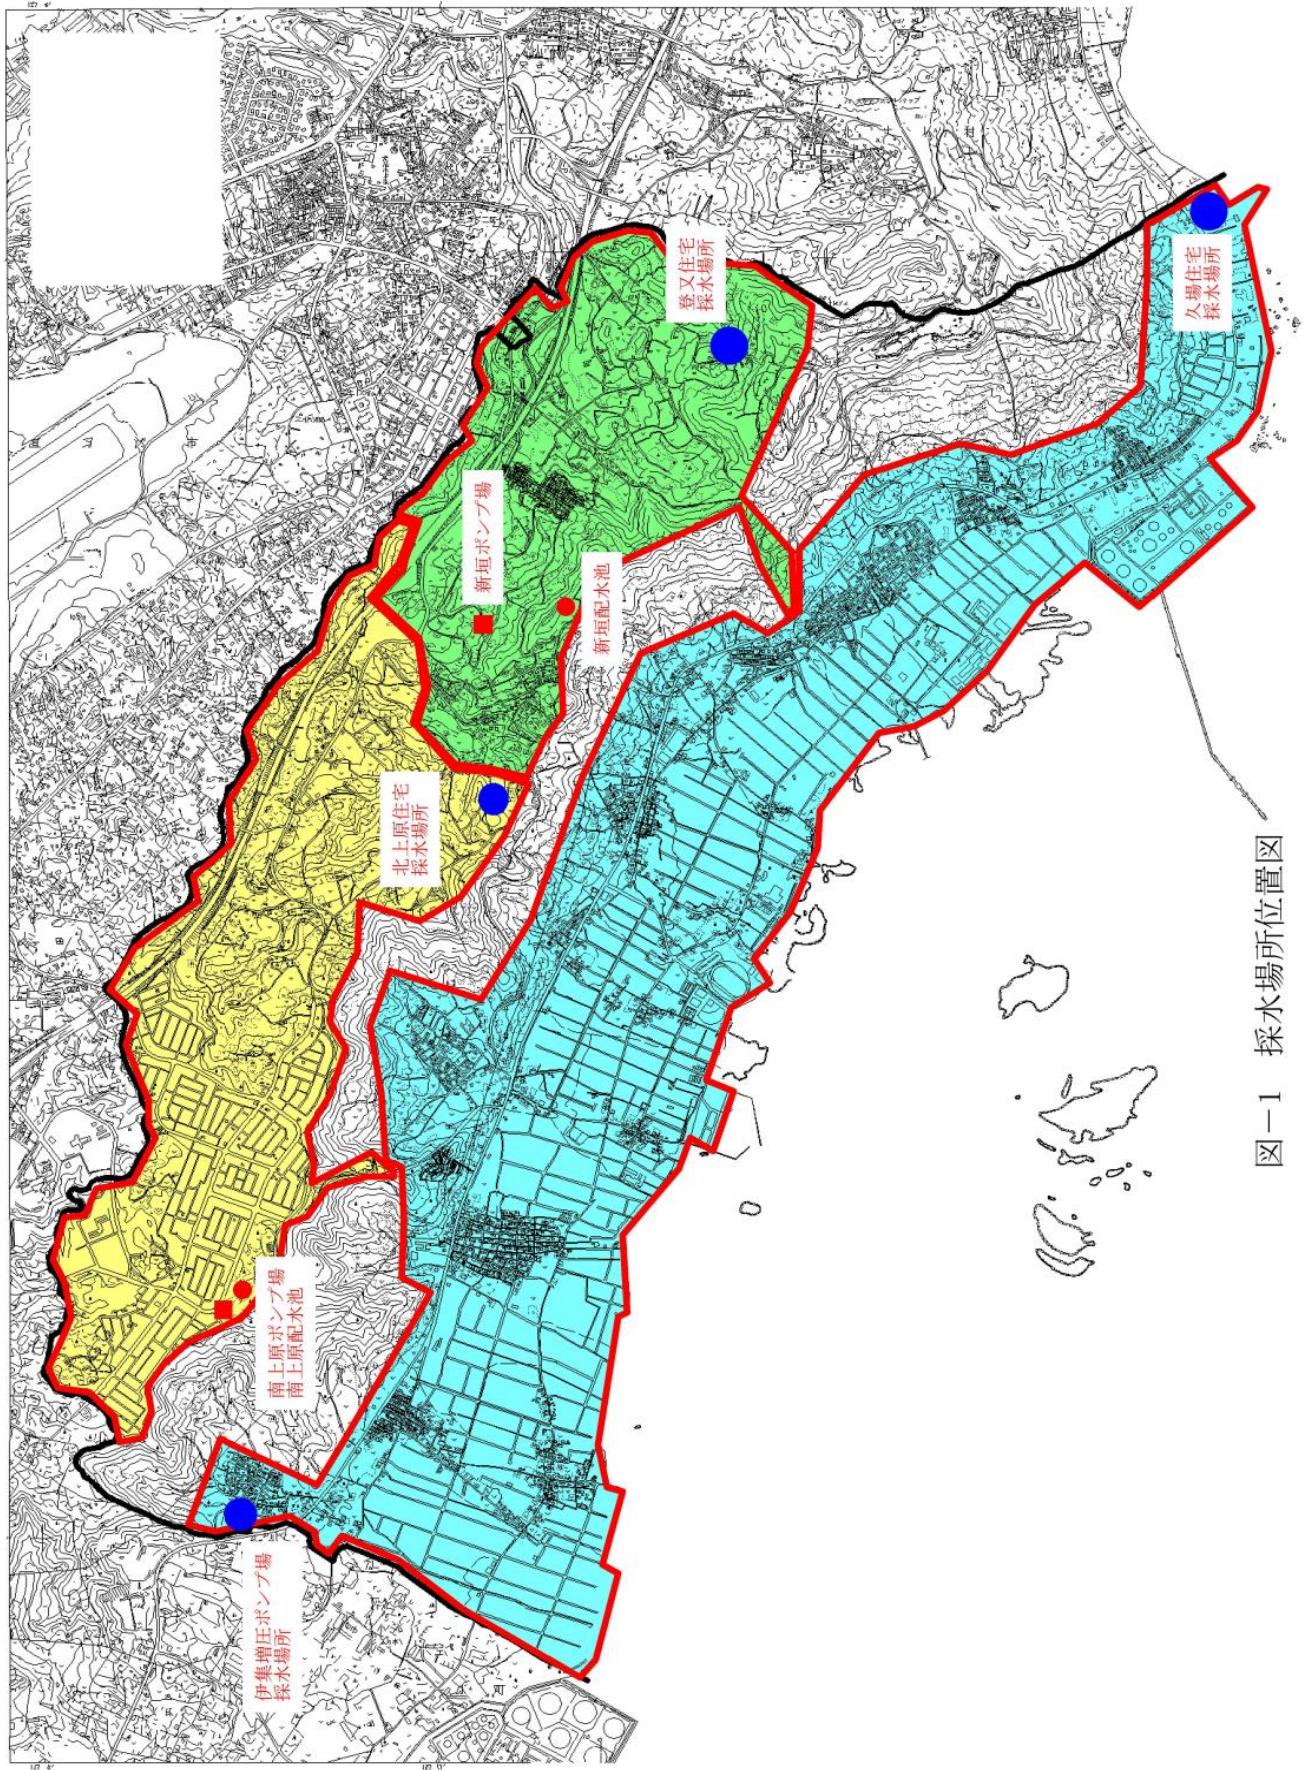 伊集増圧ポンプ場
採水場所
南上原ポンプ場
南上原配水池
北上原住宅
採水場所
新垣ポンプ場
新垣配水池
登又住宅
採水場所
久場住宅
採水場所
図－1　採水場所位置図